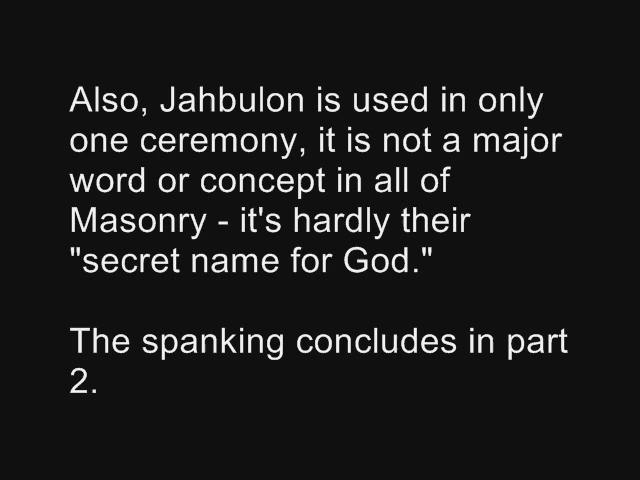 Also, Jahbulon is used in only
one ceremony, it is not a major
word or concept in all of
Masonry - it's hardly their
"secret name for God."
The spanking concludes in part
2.